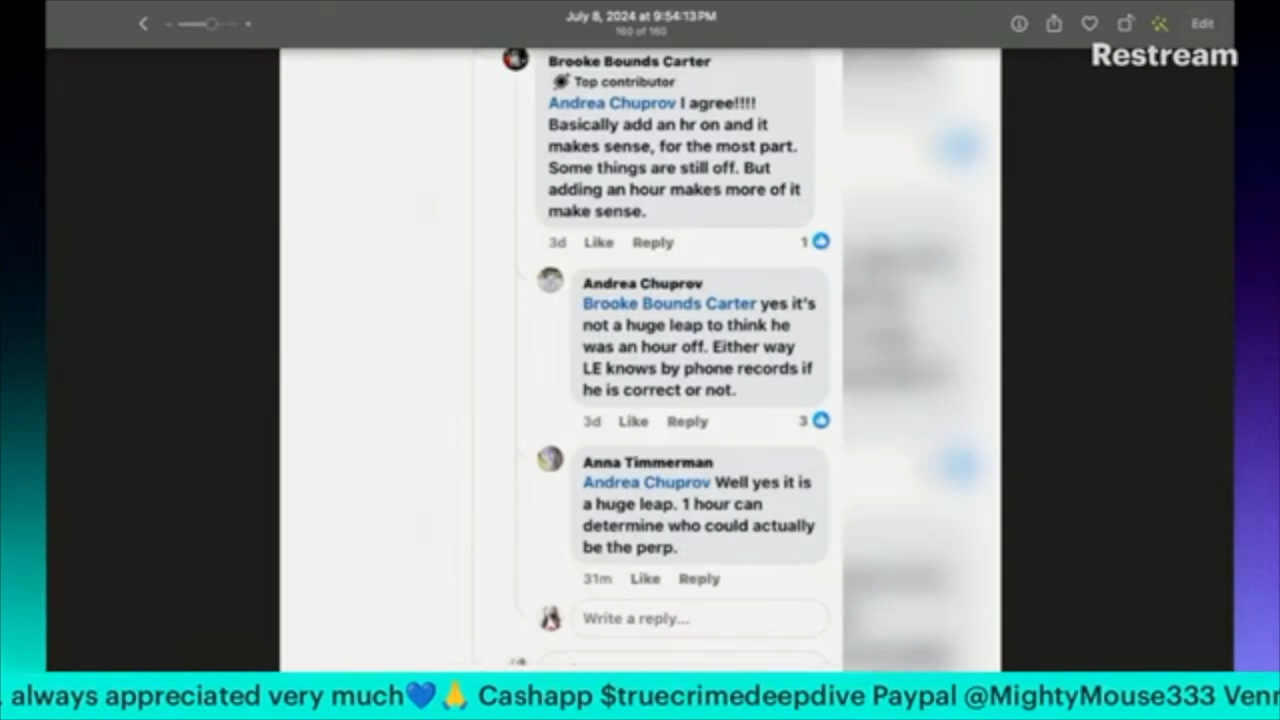 July 8, 2024 at 9:54:13 PM
160 of 160
Edit
Restream
Brooke Bounds Carter
Top contributor
Andrea Chuprov I agree!!!!
Basically add an hr on and it
makes sense, for the most part.
Some things are still off. But
adding an hour makes more of it
make sense.
3d Like Reply 1
Andrea Chuprov
Brooke Bounds Carter yes it's
not a huge leap to think he
was an hour off. Either way
LE knows by phone records if
he is correct or not.
3d Like Reply 3
Anna Timmerman
Andrea Chuprov Well yes it is
a huge leap. 1 hour can
determine who could actually
be the perp.
31m Like Reply
Write a reply...
. always appreciated very much💙🙏 Cashapp $truecrimedeepdive Paypal @MightyMouse333